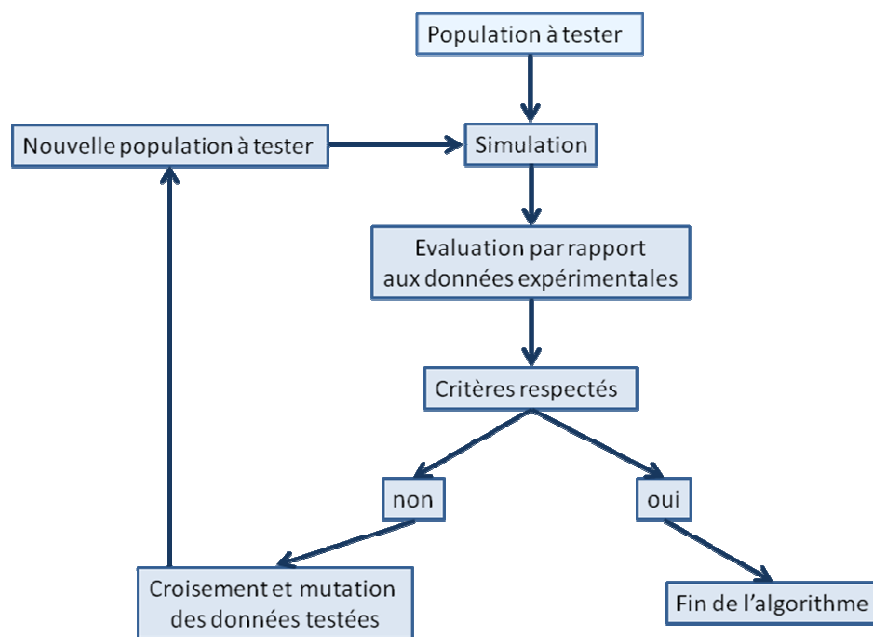 Population à tester
Nouvelle population à tester
Simulation
Evaluation par rapport
aux données expérimentales
Critères respectés
non
oui
Croisement et mutation
des données testées
Fin de l'algorithme